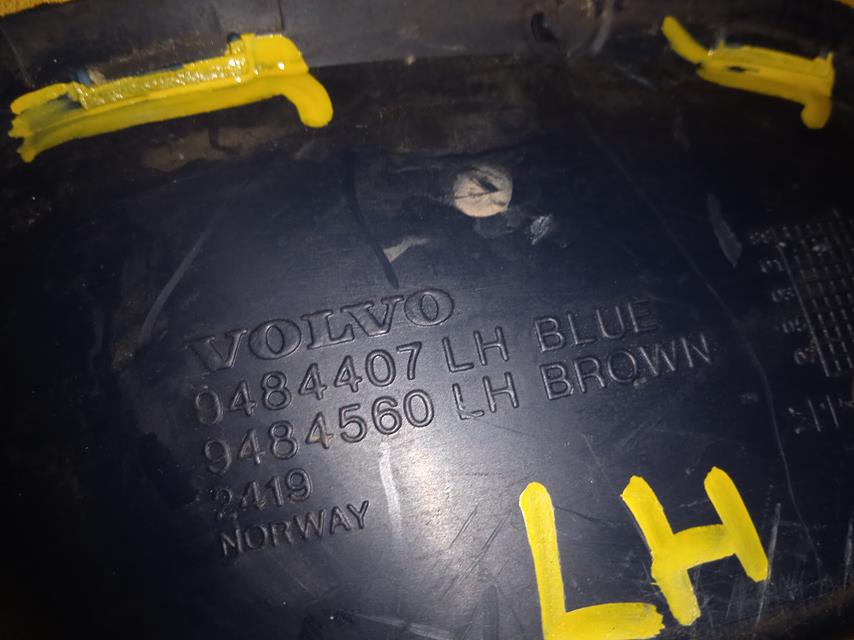 VOLVO
9484407 LH BLUE
9484560 LH BROWN
2419
NORWAY
LH